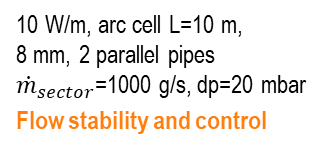 10 W/m, arc cell L=10 m,
8 mm, 2 parallel pipes
ṁsector=1000 g/s, dp=20 mbar
Flow stability and control